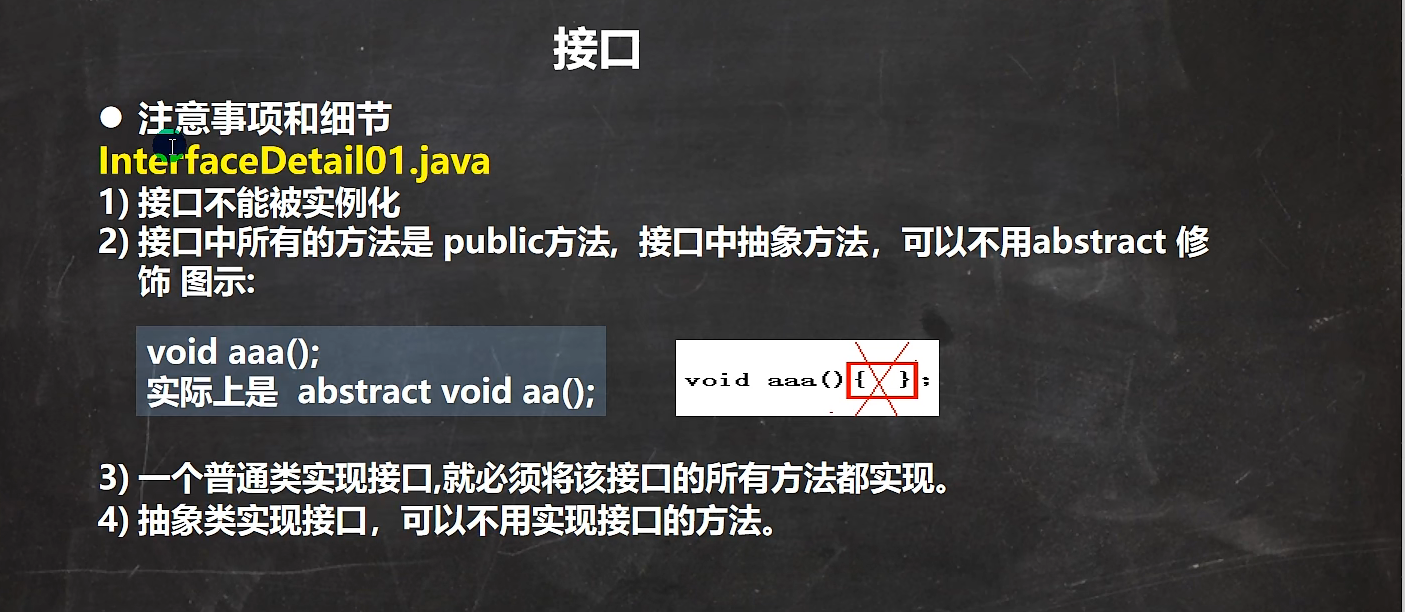 接口
● 注意事项和细节
InterfaceDetail01.java
1) 接口不能被实例化
2) 接口中所有的方法是 public方法, 接口中抽象方法，可以不用abstract 修
饰 图示:
void aaa();
实际上是 abstract void aa();
void aaa(){ };
3) 一个普通类实现接口,就必须将该接口的所有方法都实现。
4) 抽象类实现接口，可以不用实现接口的方法。